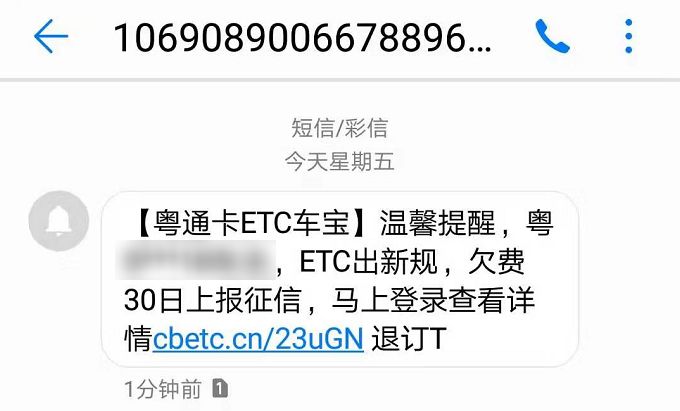 1069089006678896...
短信/彩信
今天星期五
【粤通卡ETC车宝】温馨提醒，粤
，ETC出新规，欠费
30日上报征信，马上登录查看详
情cbetc.cn/23uGN 退订T
1分钟前 1